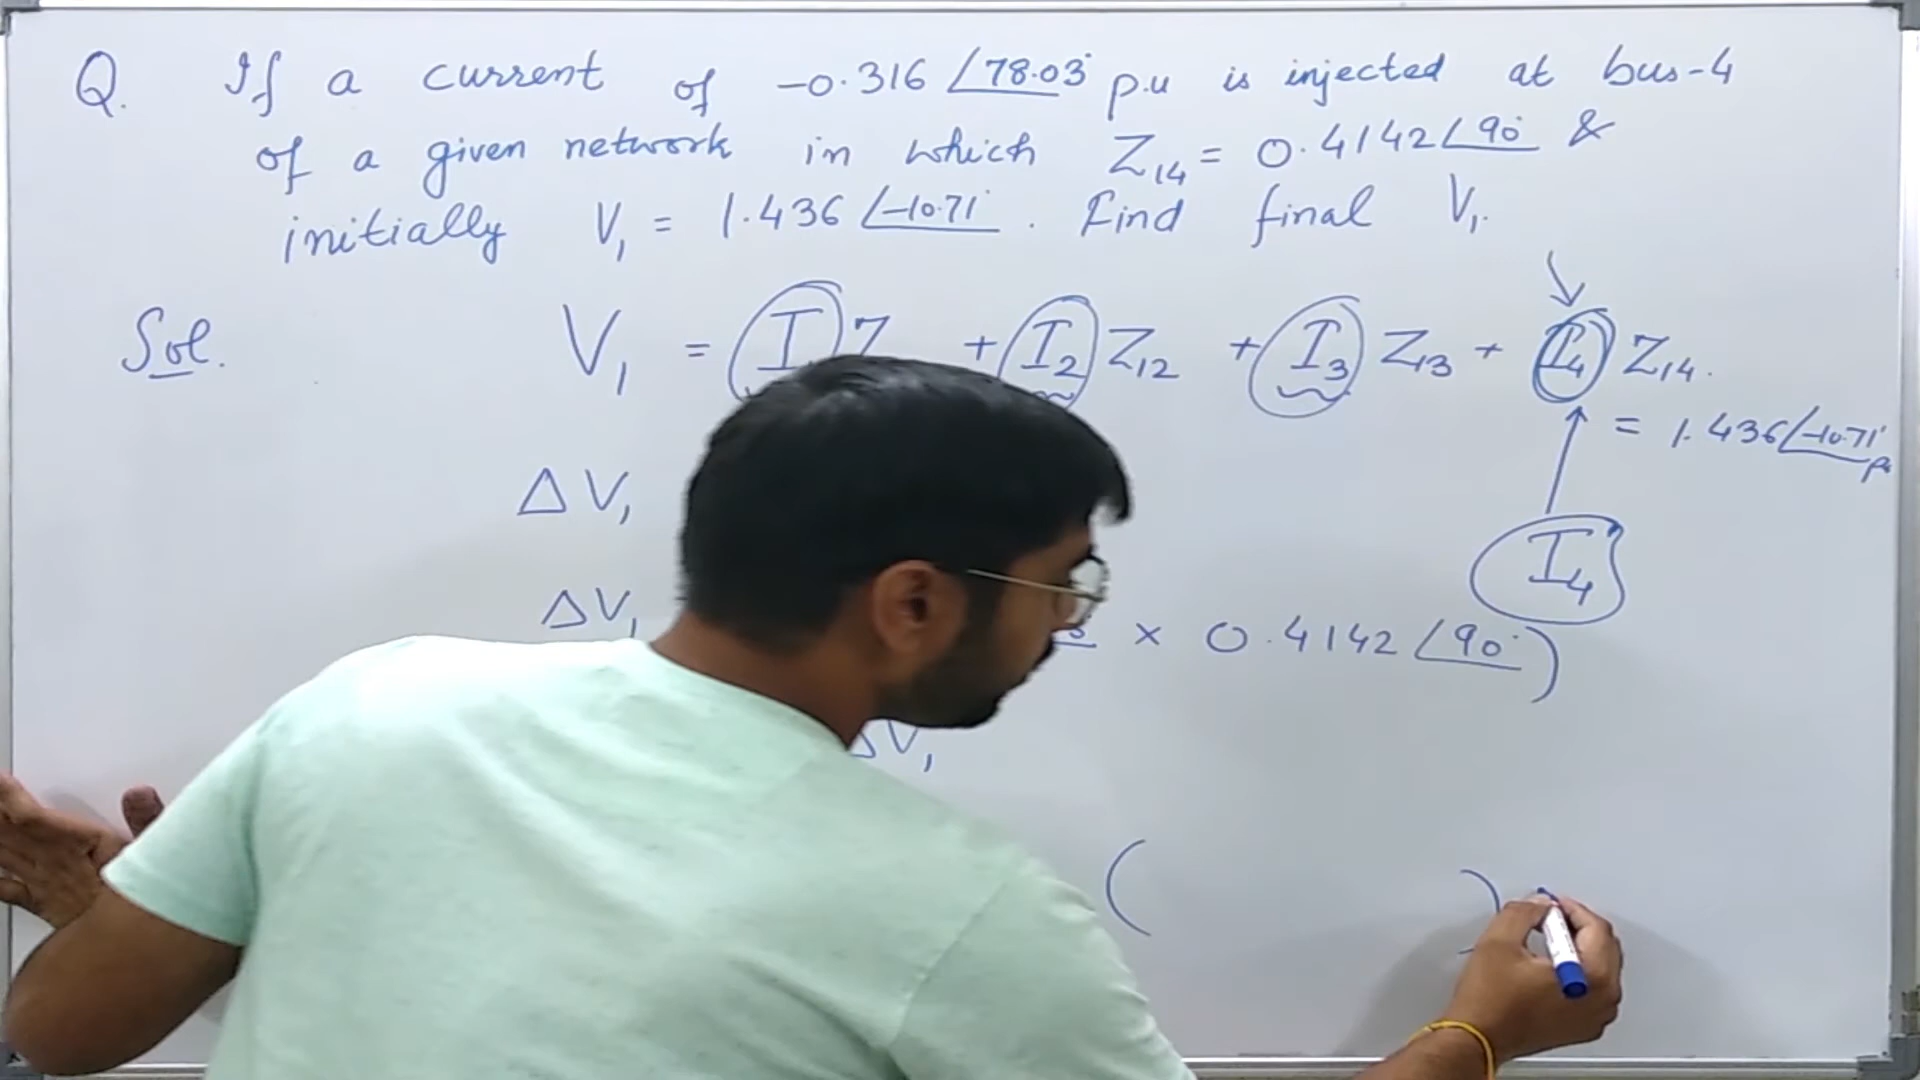 Q. If a current of -0.316 ∠78.03° p.u is injected at bus-4
of a given network in which Z14 = 0.4142∠90° &
initially V1 = 1.436 ∠-10.71°. Find final V1.
Sol. V1 = I Z + I2 Z12 + I3 Z13 + I4 Z14.
= 1.436∠-10.71°
ΔV1
I4
ΔV1 × 0.4142 ∠90°)
ΔV1
( )